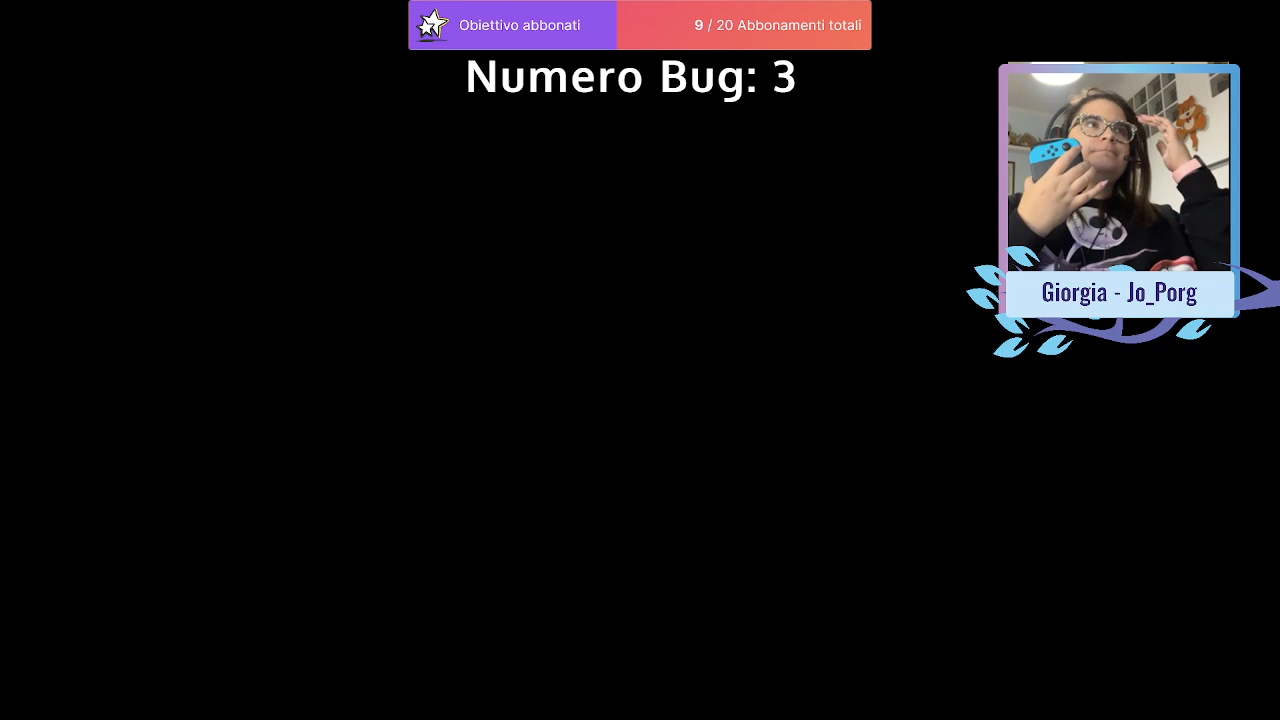 Obiettivo abbonati
9 / 20 Abbonamenti totali
Numero Bug: 3
Giorgia - Jo_Porg